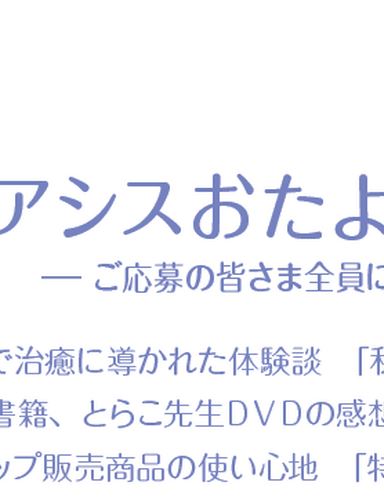 アシスおたよ
― ご応募の皆さま全員に
で治癒に導かれた体験談 「私
書籍、とらこ先生DVDの感想
ップ販売商品の使い心地 「特